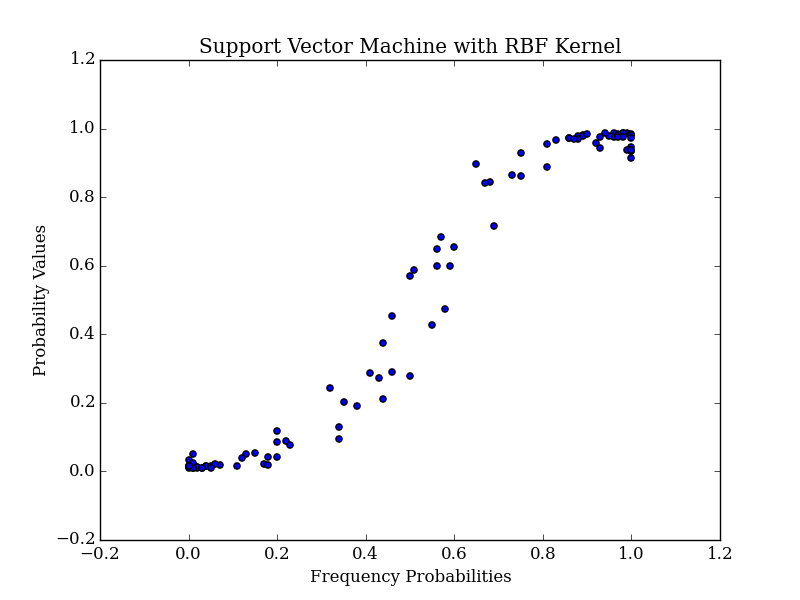 Support Vector Machine with RBF Kernel
1.2
1.0
0.8
0.6
0.4
0.2
0.0
−0.2
Probability Values
−0.2 0.0 0.2 0.4 0.6 0.8 1.0 1.2
Frequency Probabilities